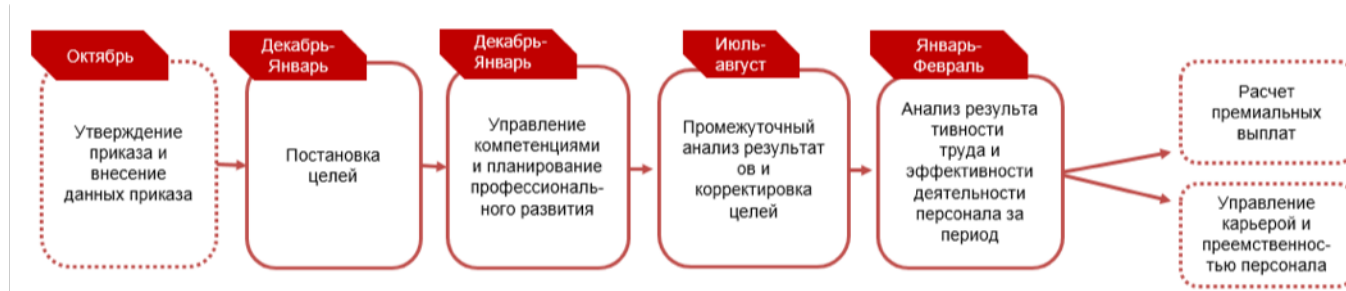 Октябрь
Утверждение
приказа и
внесение
данных приказа
Декабрь-
Январь
Постановка
целей
Декабрь-
Январь
Управление
компетенциями
и планирование
профессиональ-
ного развития
Июль-
август
Промежуточный
анализ результат
ов и
корректировка
целей
Январь-
Февраль
Анализ результа
тивности
труда и
эффективности
деятельности
персонала за
период
Расчет
премиальных
выплат
Управление
карьерой и
преемственнос-
тью персонала